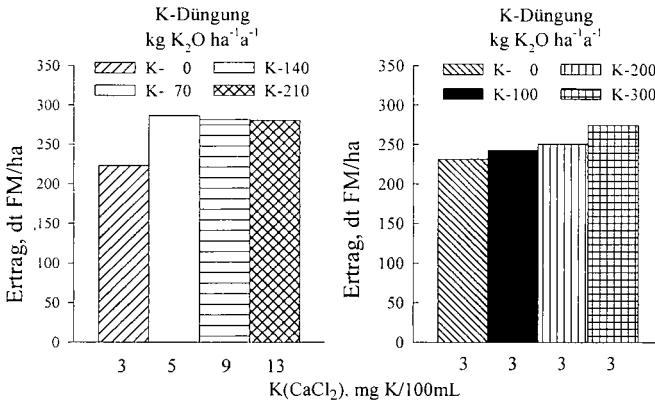 K-Düngung
kg K₂O ha⁻¹a⁻¹
K- 0 K-140
K- 70 K-210
Ertrag, dt FM/ha
350
300
250
200
150
100
50
0
3 5 9 13
K-Düngung
kg K₂O ha⁻¹a⁻¹
K- 0 K-200
K-100 K-300
Ertrag, dt FM/ha
350
300
250
200
150
100
50
0
3 3 3 3
K(CaCl₂), mg K/100mL